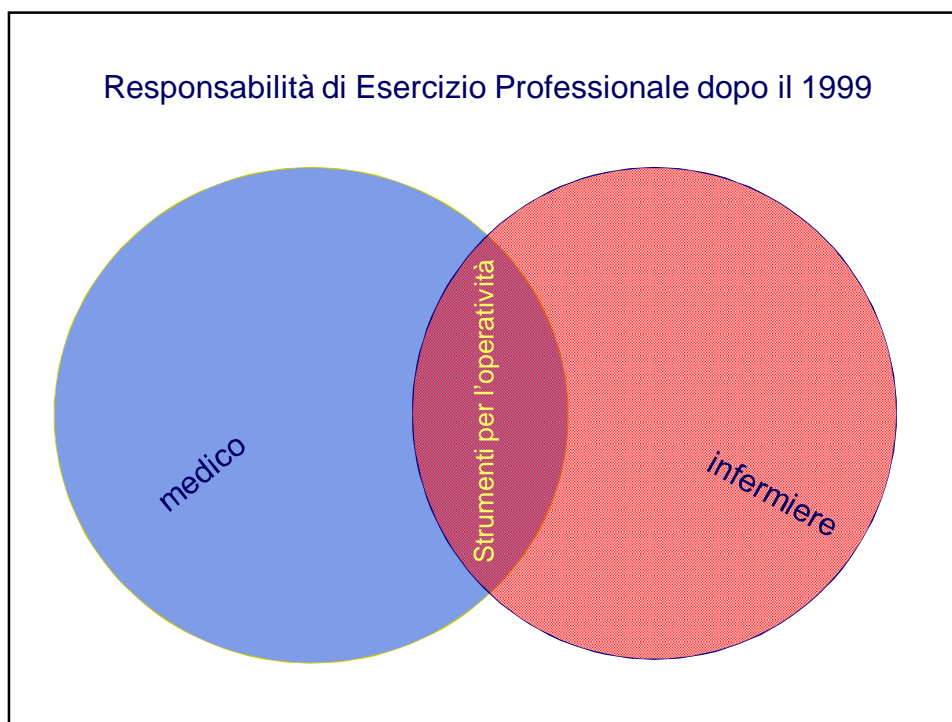 Responsabilità di Esercizio Professionale dopo il 1999
medico
Strumenti per l'operatività
infermiere